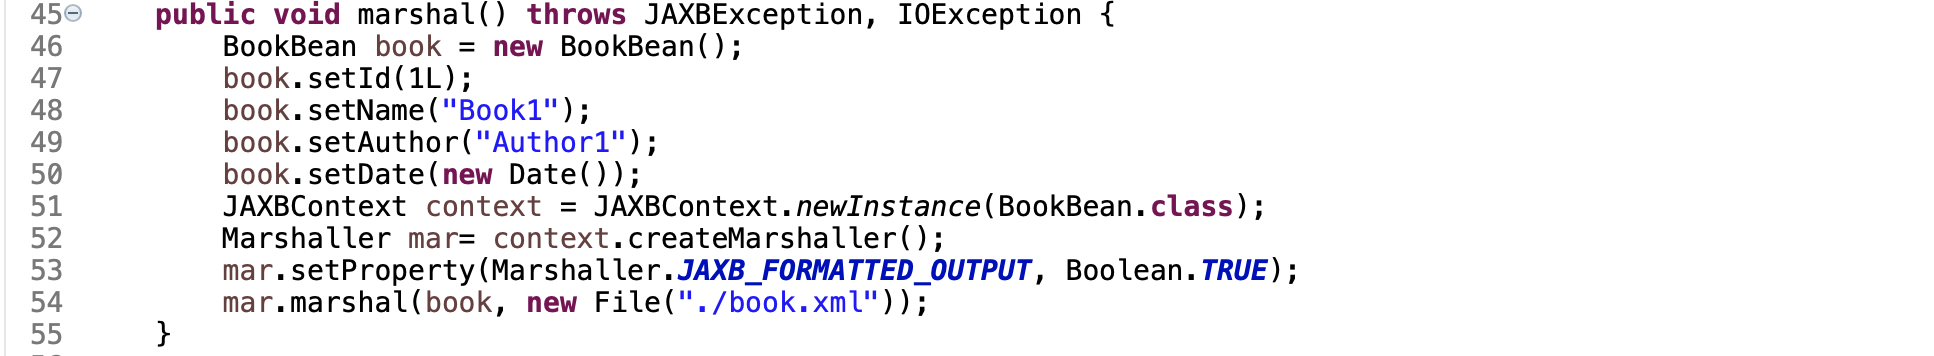 45 public void marshal() throws JAXBException, IOException {
46 BookBean book = new BookBean();
47 book.setId(1L);
48 book.setName("Book1");
49 book.setAuthor("Author1");
50 book.setDate(new Date());
51 JAXBContext context = JAXBContext.newInstance(BookBean.class);
52 Marshaller mar= context.createMarshaller();
53 mar.setProperty(Marshaller.JAXB_FORMATTED_OUTPUT, Boolean.TRUE);
54 mar.marshal(book, new File("./book.xml"));
55 }